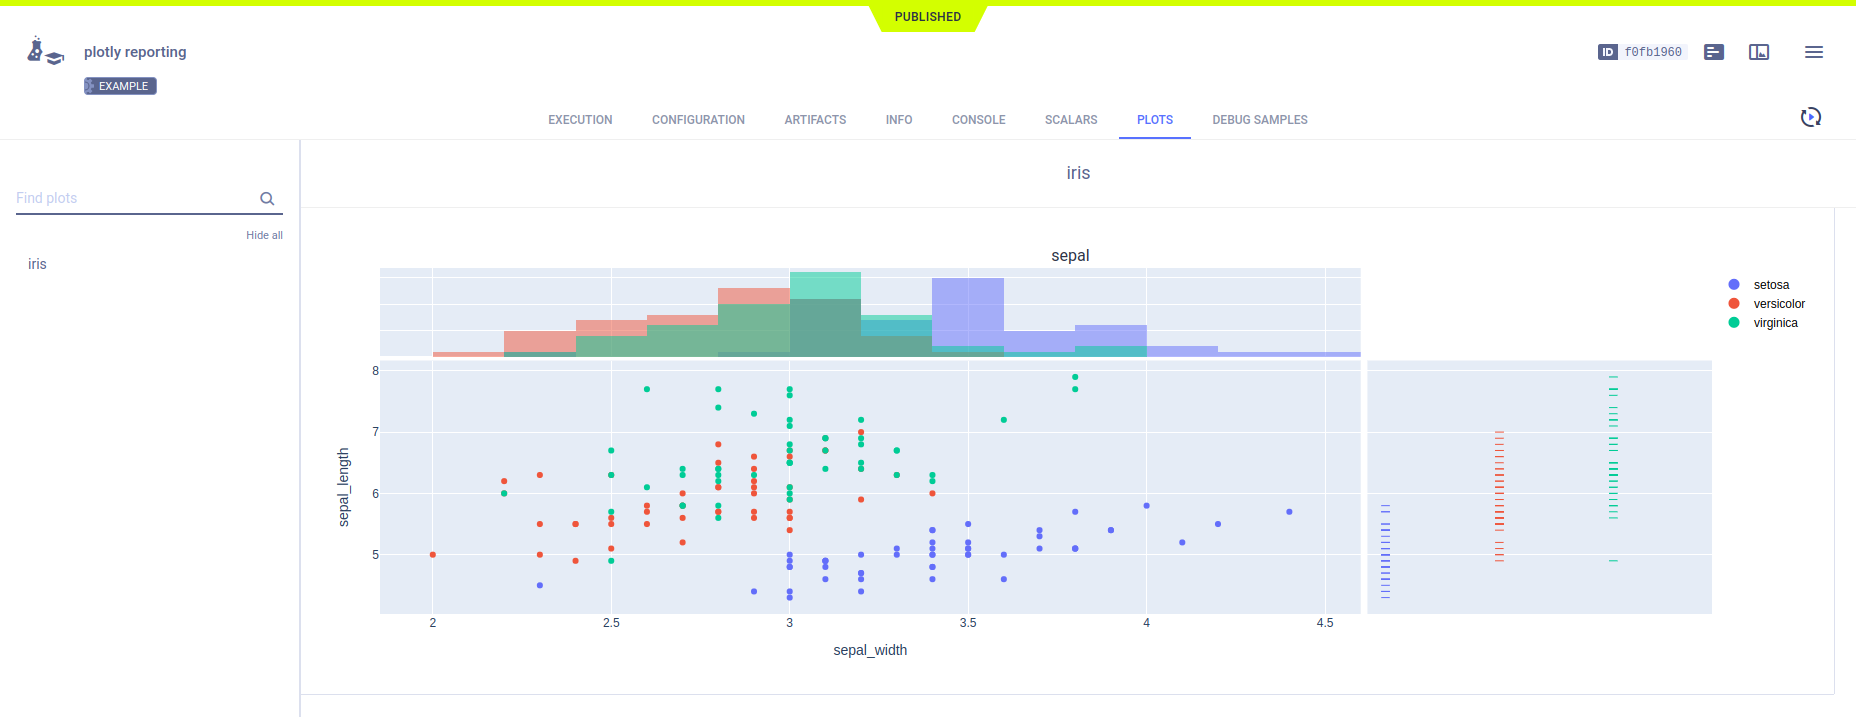 PUBLISHED
plotly reporting
ID f0fb1960
EXAMPLE
EXECUTION CONFIGURATION ARTIFACTS INFO CONSOLE SCALARS PLOTS DEBUG SAMPLES
iris
Find plots
Hide all
iris
sepal
setosa
versicolor
virginica
8
7
6
5
sepal_length
2 2.5 3 3.5 4 4.5
sepal_width